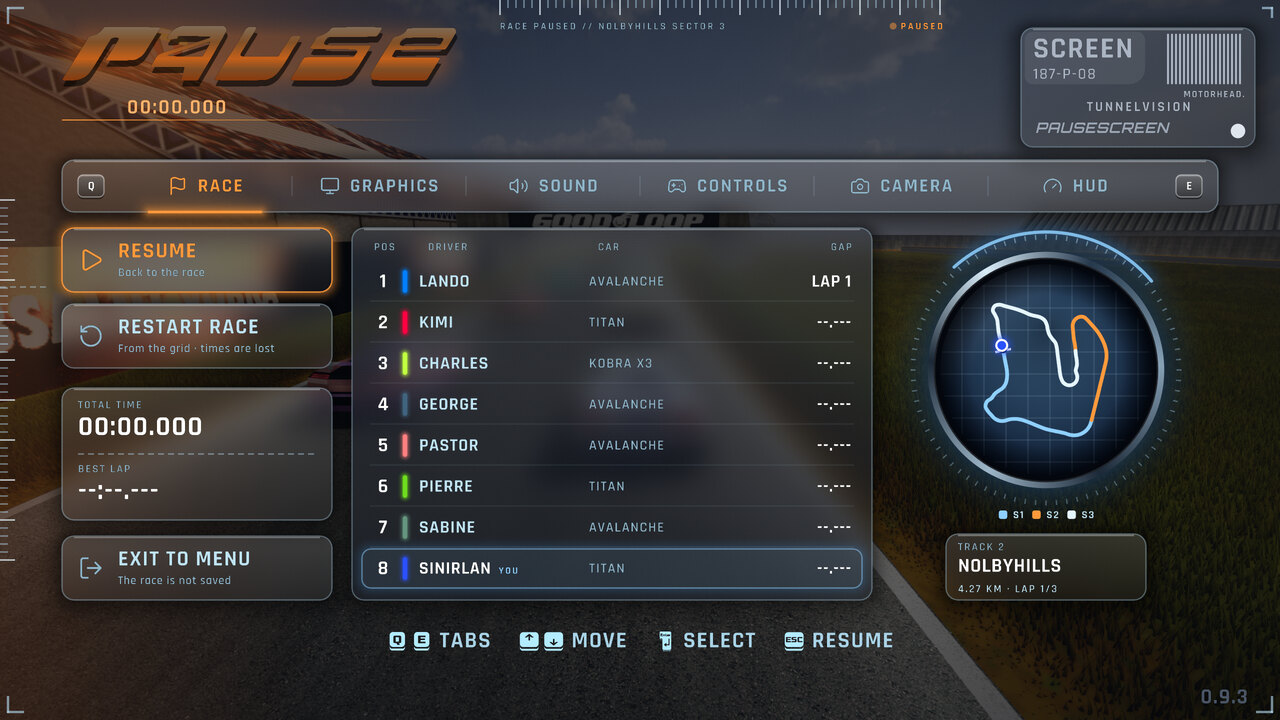 PAUSE
00:00.000
RACE PAUSED // NOLBYHILLS SECTOR 3
PAUSED
SCREEN
187-P-08
MOTORHEAD.
TUNNELVISION
PAUSESCREEN
Q RACE GRAPHICS SOUND CONTROLS CAMERA HUD E
GOODLOOP
RESUME
Back to the race
RESTART RACE
From the grid · times are lost
TOTAL TIME
00:00.000
BEST LAP
--:--.---
EXIT TO MENU
The race is not saved
POS DRIVER CAR GAP
1 LANDO AVALANCHE LAP 1
2 KIMI TITAN --.---
3 CHARLES KOBRA X3 --.---
4 GEORGE AVALANCHE --.---
5 PASTOR AVALANCHE --.---
6 PIERRE TITAN --.---
7 SABINE AVALANCHE --.---
8 SINIRLAN YOU TITAN --.---
S1 S2 S3
TRACK 2
NOLBYHILLS
4.27 KM · LAP 1/3
Q E TABS ↑ ↓ MOVE SELECT ESC RESUME
0.9.3